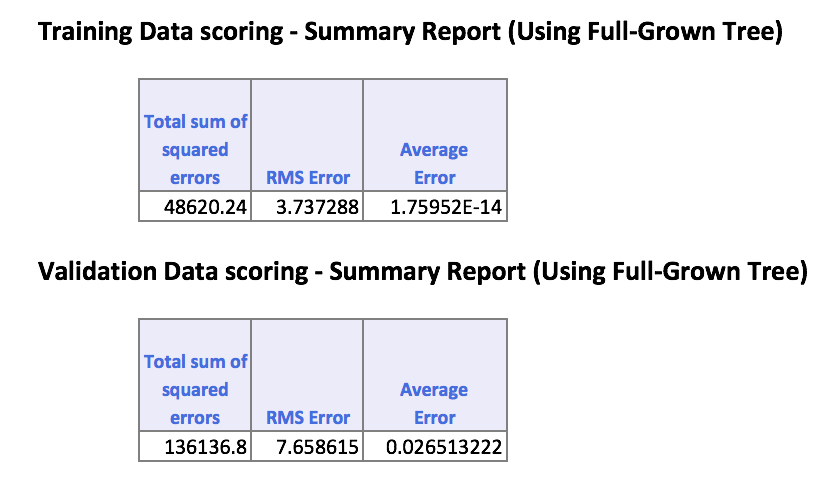 Training Data scoring - Summary Report (Using Full-Grown Tree)
Total sum of
squared
errors
RMS Error
Average
Error
48620.24 3.737288 1.75952E-14
Validation Data scoring - Summary Report (Using Full-Grown Tree)
Total sum of
squared
errors
RMS Error
Average
Error
136136.8 7.658615 0.026513222